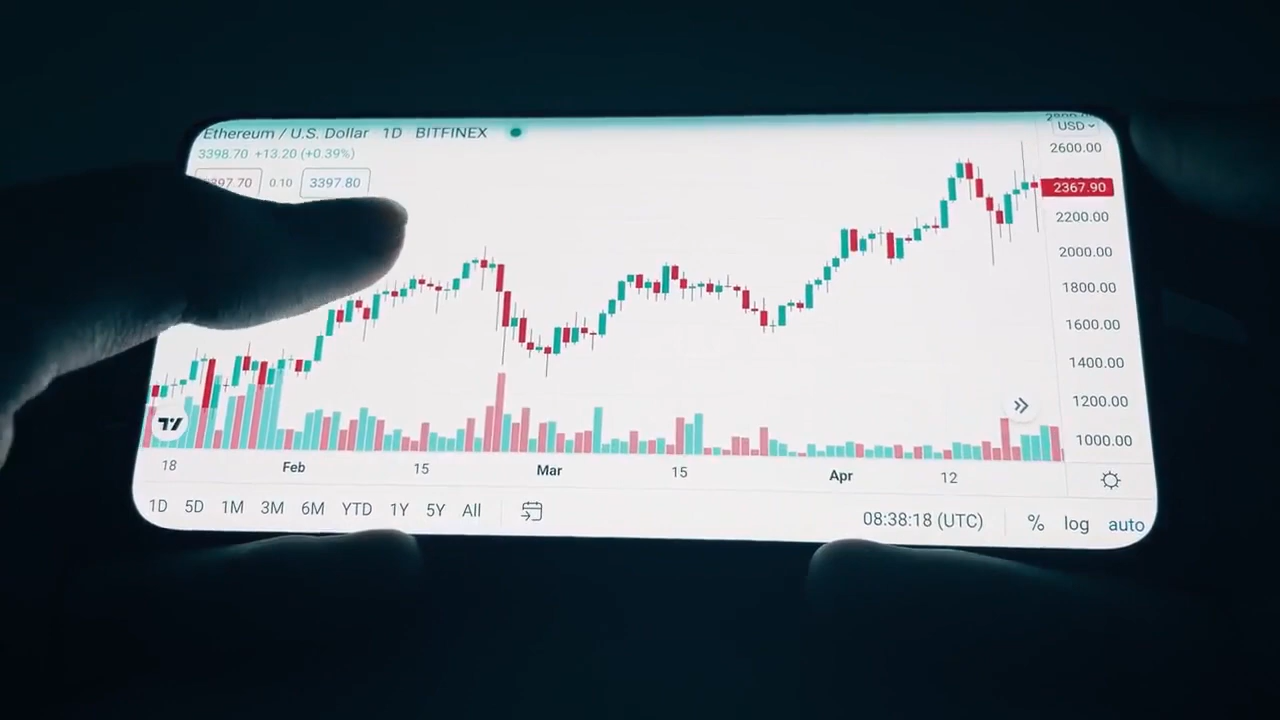 Ethereum / U.S. Dollar 1D BITFINEX
3398.70 +13.20 (+0.39%)
3397.70 0.10 3397.80
USD
2600.00
2367.90
2200.00
2000.00
1800.00
1600.00
1400.00
1200.00
1000.00
18 Feb 15 Mar 15 Apr 12
1D 5D 1M 3M 6M YTD 1Y 5Y All
08:38:18 (UTC) % log auto